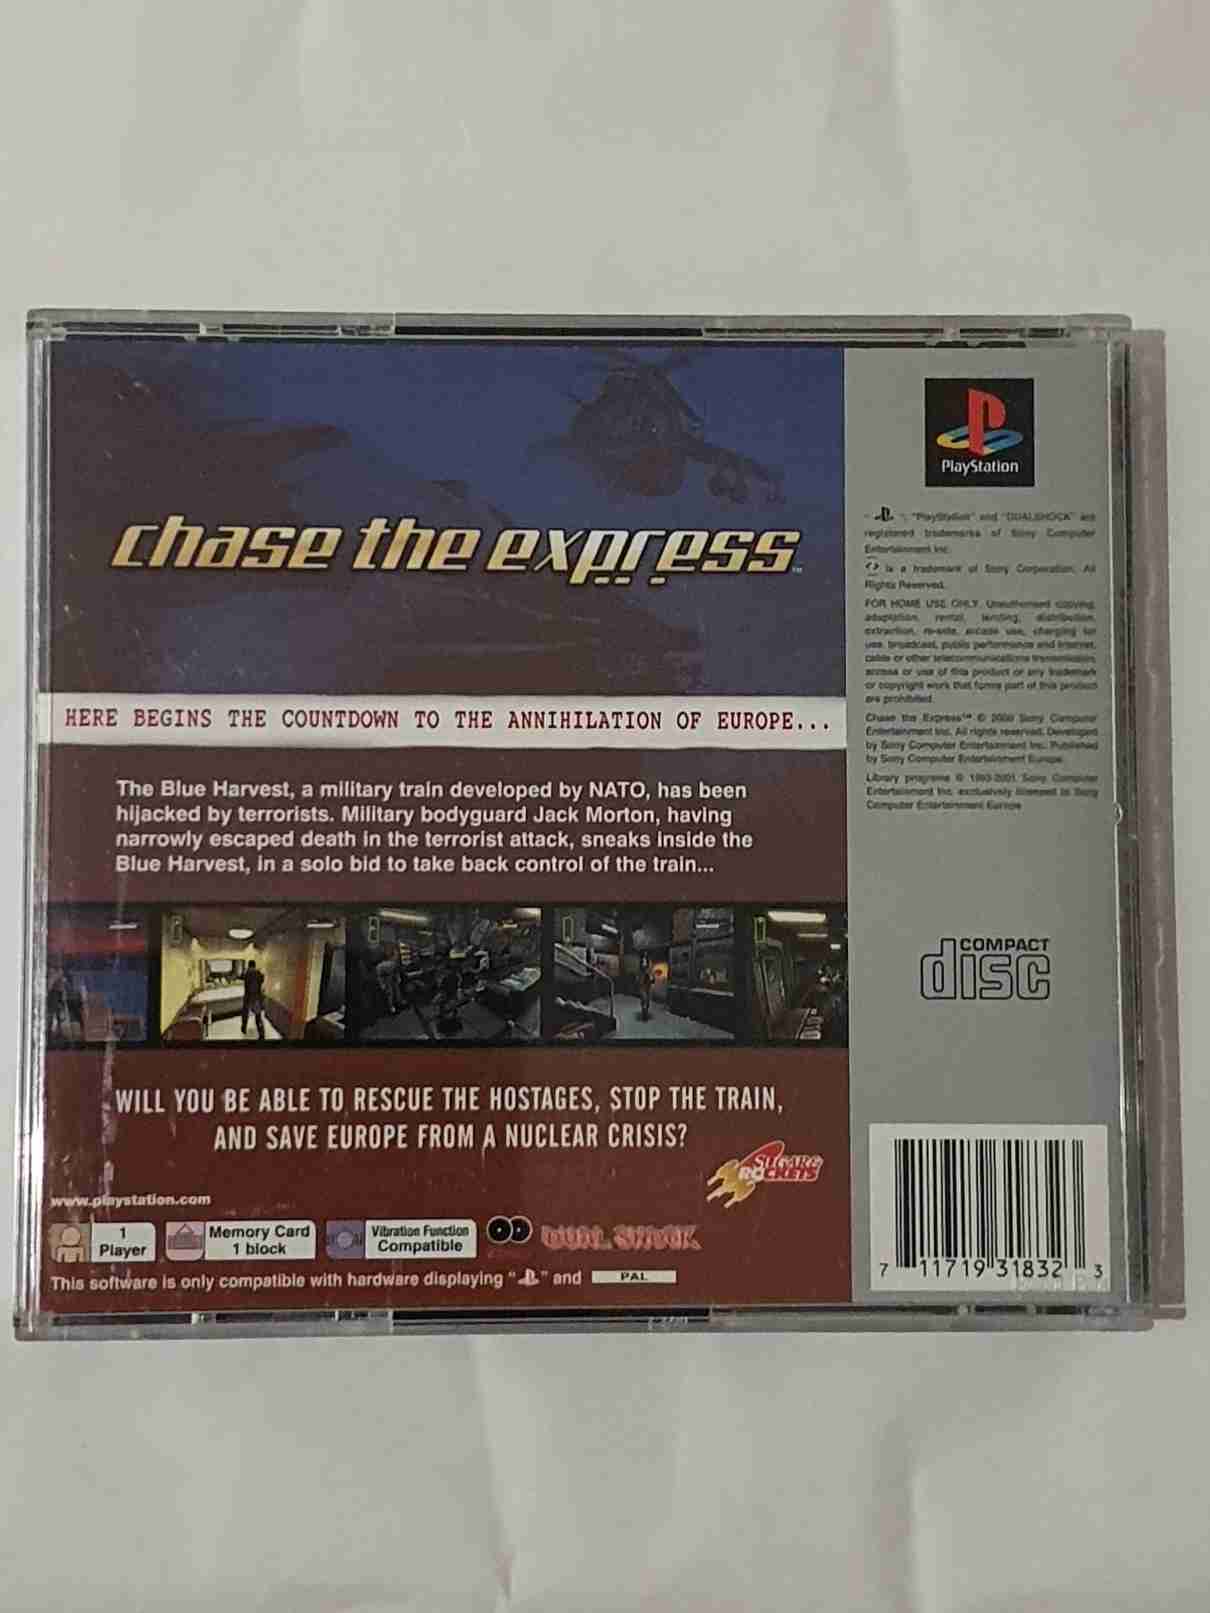 chase the express™
HERE BEGINS THE COUNTDOWN TO THE ANNIHILATION OF EUROPE...
The Blue Harvest, a military train developed by NATO, has been
hijacked by terrorists. Military bodyguard Jack Morton, having
narrowly escaped death in the terrorist attack, sneaks inside the
Blue Harvest, in a solo bid to take back control of the train...
WILL YOU BE ABLE TO RESCUE THE HOSTAGES, STOP THE TRAIN,
AND SAVE EUROPE FROM A NUCLEAR CRISIS?
SUGAR &
ROCKETS
www.playstation.com
1
Player
Memory Card
1 block
Vibration Function
Compatible
DUAL SHOCK
This software is only compatible with hardware displaying " " and PAL
PlayStation
" ", "PlayStation" and "DUALSHOCK" are
registered trademarks of Sony Computer
Entertainment Inc.
is a trademark of Sony Corporation. All
Rights Reserved.
FOR HOME USE ONLY. Unauthorised copying,
adaptation, rental, lending, distribution,
extraction, re-sale, arcade use, charging for
use, broadcast, public performance and internet,
cable or other telecommunications transmission,
access or use of this product or any trademark
or copyright work that forms part of this product
are prohibited.
Chase the Express™ © 2000 Sony Computer
Entertainment Inc. All rights reserved. Developed
by Sony Computer Entertainment Inc. Published
by Sony Computer Entertainment Europe.
Library programs © 1993-2001 Sony Computer
Entertainment Inc. exclusively licensed to Sony
Computer Entertainment Europe
COMPACT
disc
7 11719 31832 3